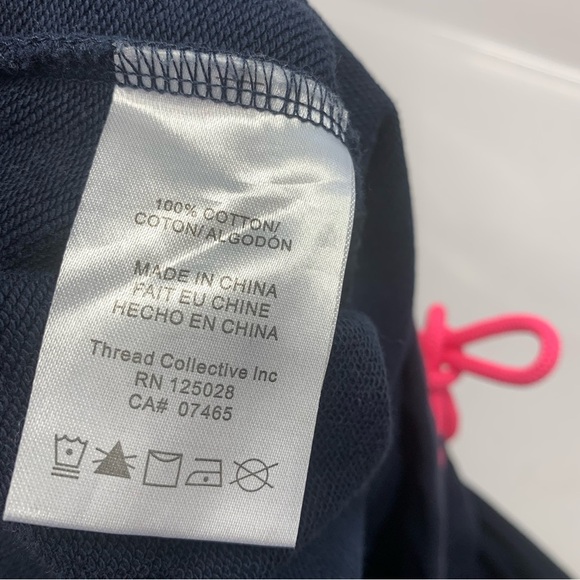 100% COTTON/
COTON/ALGODÓN
MADE IN CHINA
FAIT EU CHINE
HECHO EN CHINA
Thread Collective Inc
RN 125028
CA# 07465